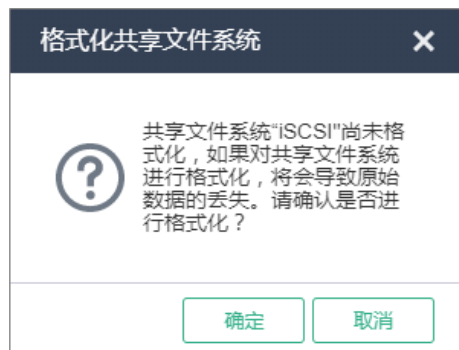 格式化共享文件系统
共享文件系统“iSCSI"尚未格
式化，如果对共享文件系统
进行格式化，将会导致原始
数据的丢失。请确认是否进
行格式化？
确定
取消